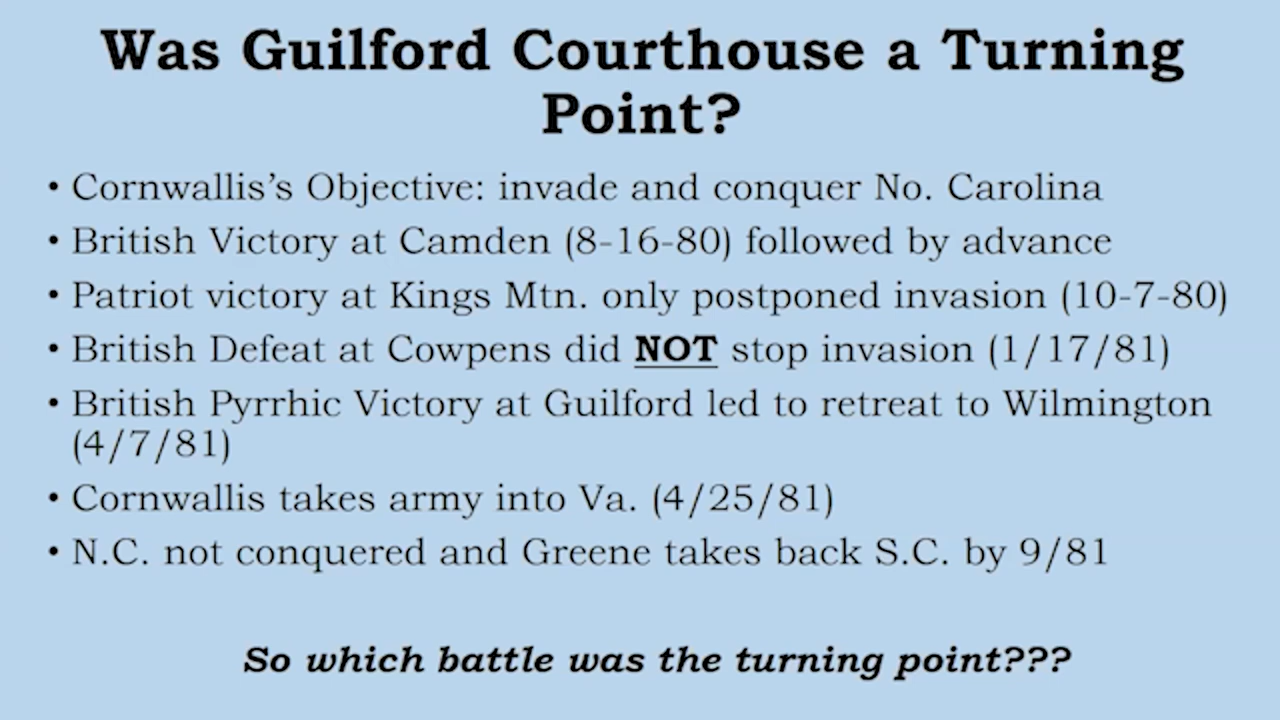 Was Guilford Courthouse a Turning
Point?
• Cornwallis’s Objective: invade and conquer No. Carolina
• British Victory at Camden (8-16-80) followed by advance
• Patriot victory at Kings Mtn. only postponed invasion (10-7-80)
• British Defeat at Cowpens did NOT stop invasion (1/17/81)
• British Pyrrhic Victory at Guilford led to retreat to Wilmington
(4/7/81)
• Cornwallis takes army into Va. (4/25/81)
• N.C. not conquered and Greene takes back S.C. by 9/81
So which battle was the turning point???